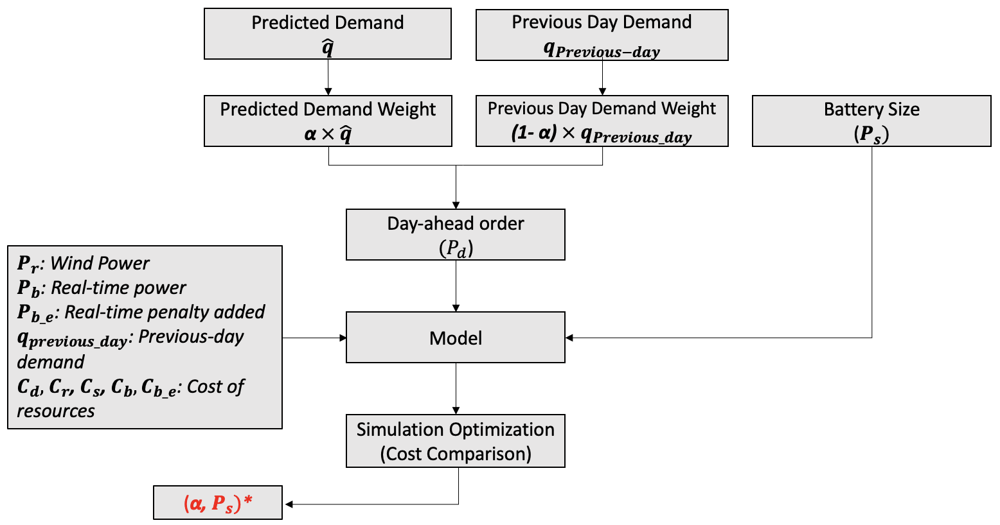 Predicted Demand
q̂
Previous Day Demand
q_Previous−day
Predicted Demand Weight
α × q̂
Previous Day Demand Weight
(1- α) × q_Previous_day
Battery Size
(P_s)
Day-ahead order
(P_d)
P_r: Wind Power
P_b: Real-time power
P_b_e: Real-time penalty added
q_previous_day: Previous-day
demand
C_d, C_r, C_s, C_b, C_b_e: Cost of
resources
Model
Simulation Optimization
(Cost Comparison)
(α, P_s)*